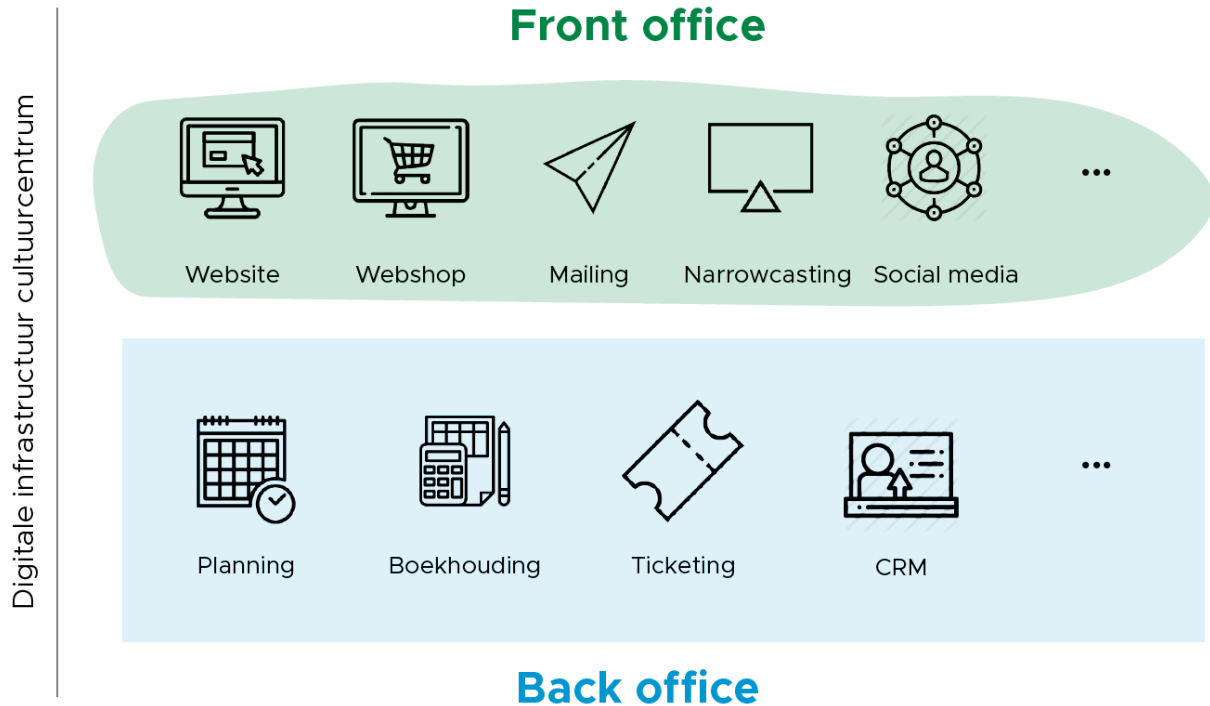 Digitale infrastructuur cultuurcentrum
Front office
Website
Webshop
Mailing
Narrowcasting
Social media
...
Planning
Boekhouding
Ticketing
CRM
...
Back office